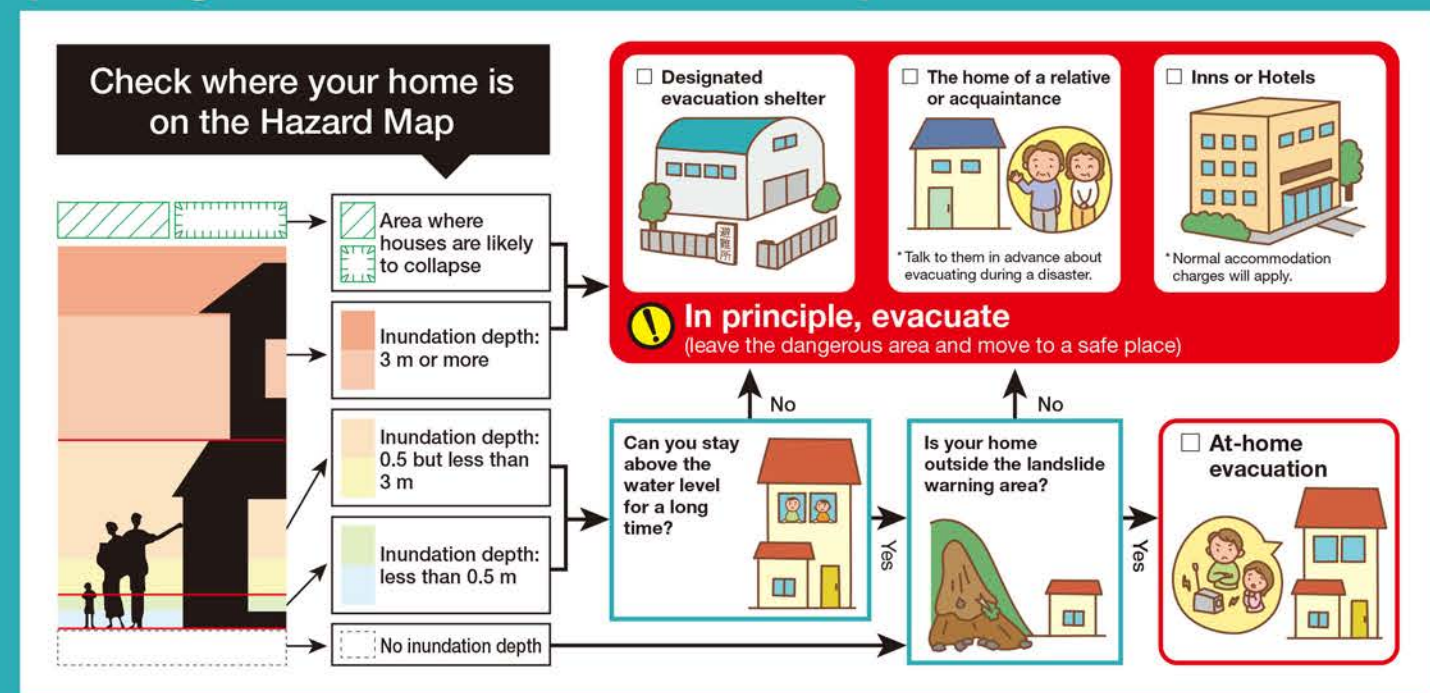 Check where your home is
on the Hazard Map
Area where
houses are likely
to collapse
Inundation depth:
3 m or more
Inundation depth:
0.5 but less than
3 m
Inundation depth:
less than 0.5 m
No inundation depth
Designated
evacuation shelter
避難所
The home of a relative
or acquaintance
* Talk to them in advance about
evacuating during a disaster.
Inns or Hotels
* Normal accommodation
charges will apply.
In principle, evacuate
(leave the dangerous area and move to a safe place)
No
No
Can you stay
above the
water level
for a long
time?
Yes
Is your home
outside the landslide
warning area?
Yes
At-home
evacuation